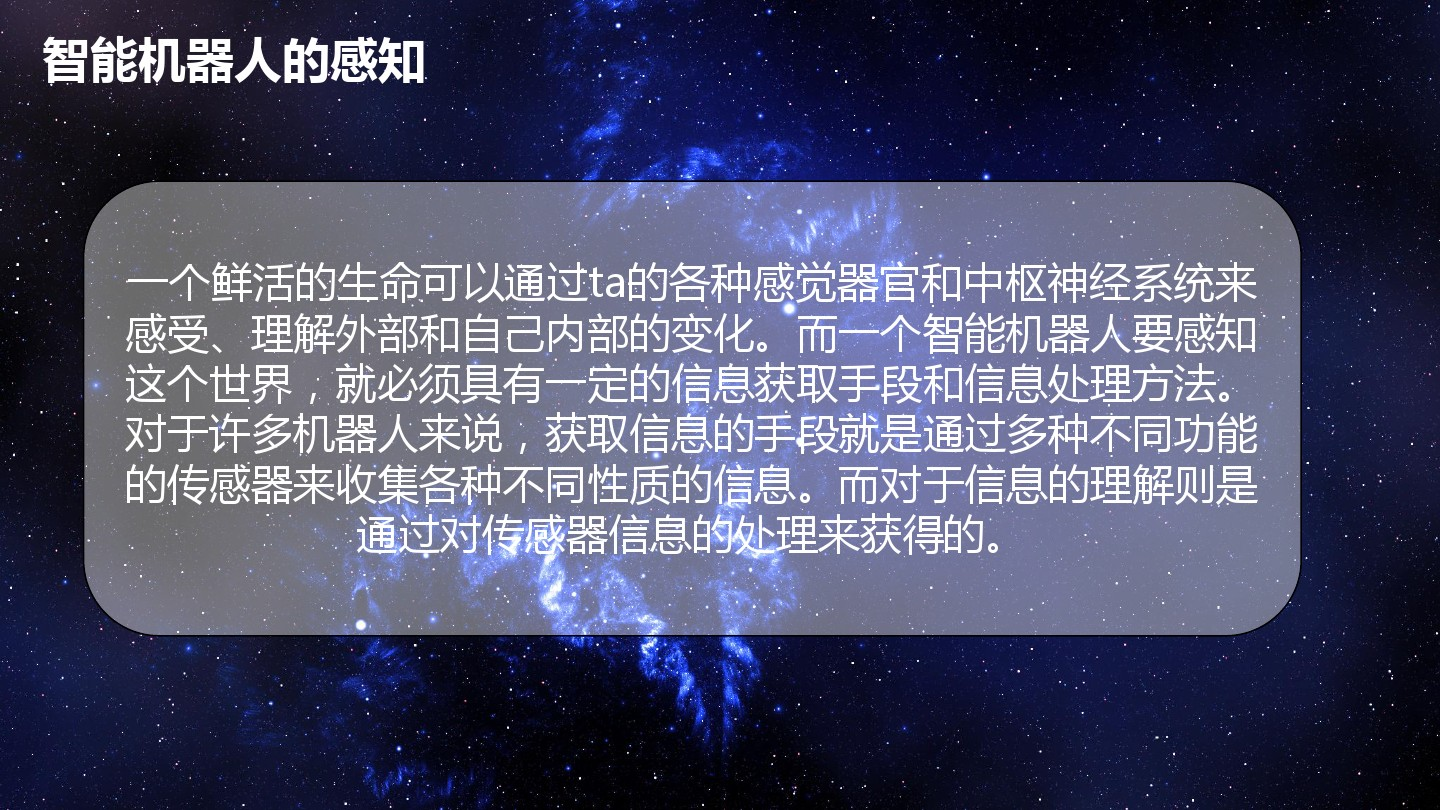 智能机器人的感知
一个鲜活的生命可以通过ta的各种感觉器官和中枢神经系统来
感受、理解外部和自己内部的变化。而一个智能机器人要感知
这个世界，就必须具有一定的信息获取手段和信息处理方法。
对于许多机器人来说，获取信息的手段就是通过多种不同功能
的传感器来收集各种不同性质的信息。而对于信息的理解则是
通过对传感器信息的处理来获得的。